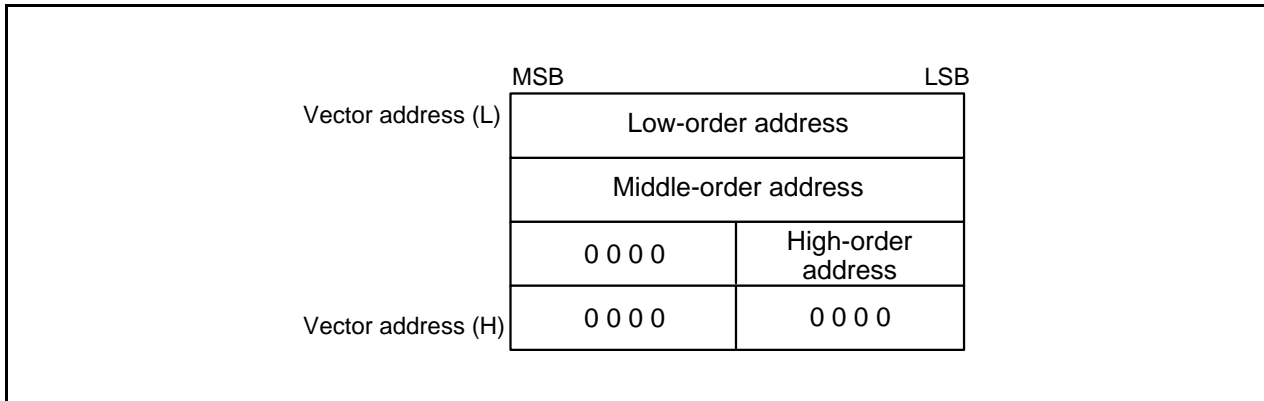 MSB LSB
Vector address (L) Low-order address
Middle-order address
0 0 0 0 High-order
address
Vector address (H) 0 0 0 0 0 0 0 0